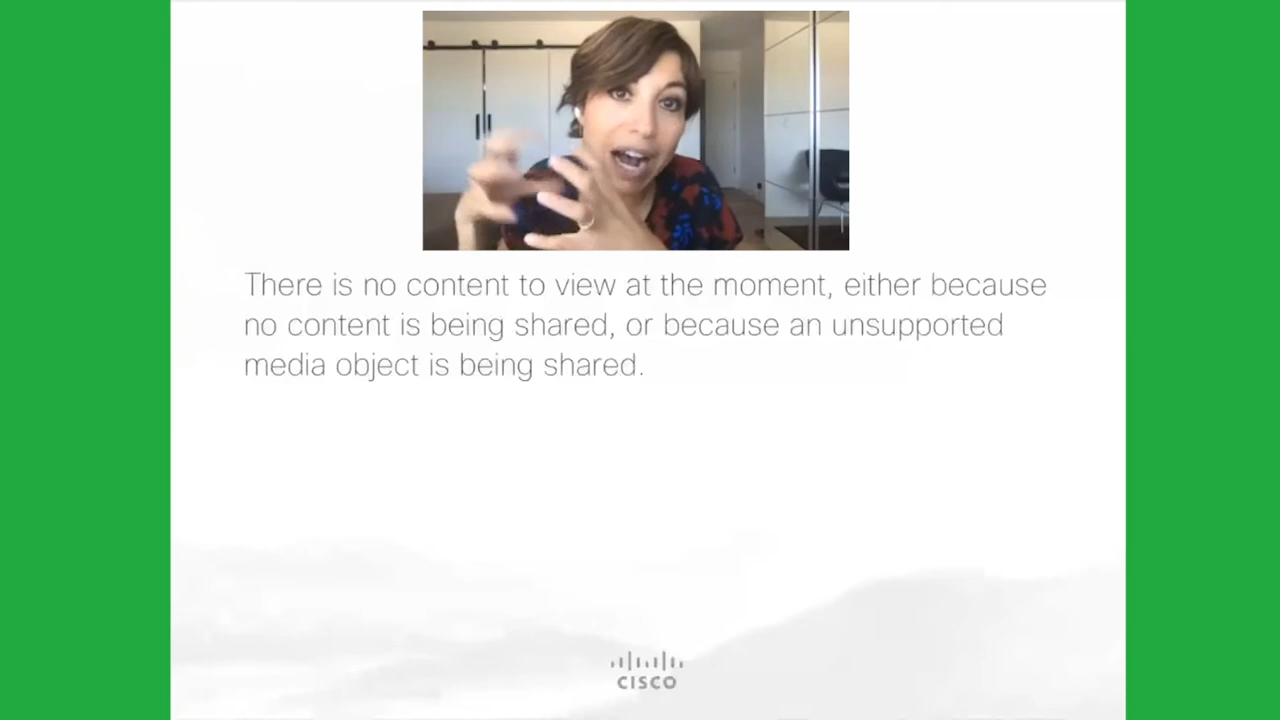 There is no content to view at the moment, either because
no content is being shared, or because an unsupported
media object is being shared.
CISCO